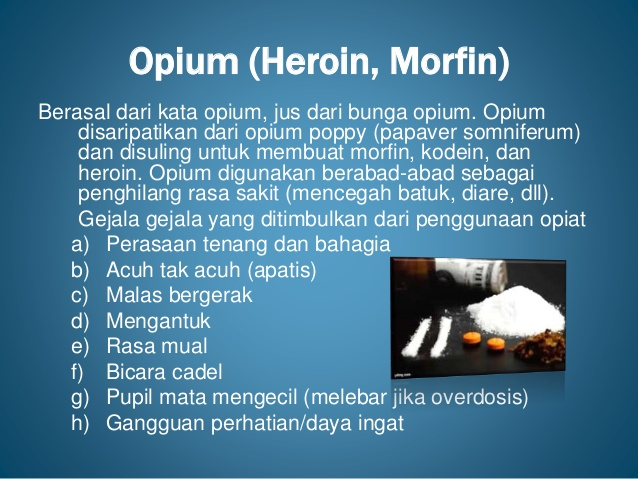 Opium (Heroin, Morfin)
Berasal dari kata opium, jus dari bunga opium. Opium
disaripatikan dari opium poppy (papaver somniferum)
dan disuling untuk membuat morfin, kodein, dan
heroin. Opium digunakan berabad-abad sebagai
penghilang rasa sakit (mencegah batuk, diare, dll).
Gejala gejala yang ditimbulkan dari penggunaan opiat
a) Perasaan tenang dan bahagia
b) Acuh tak acuh (apatis)
c) Malas bergerak
d) Mengantuk
e) Rasa mual
f) Bicara cadel
g) Pupil mata mengecil (melebar jika overdosis)
h) Gangguan perhatian/daya ingat